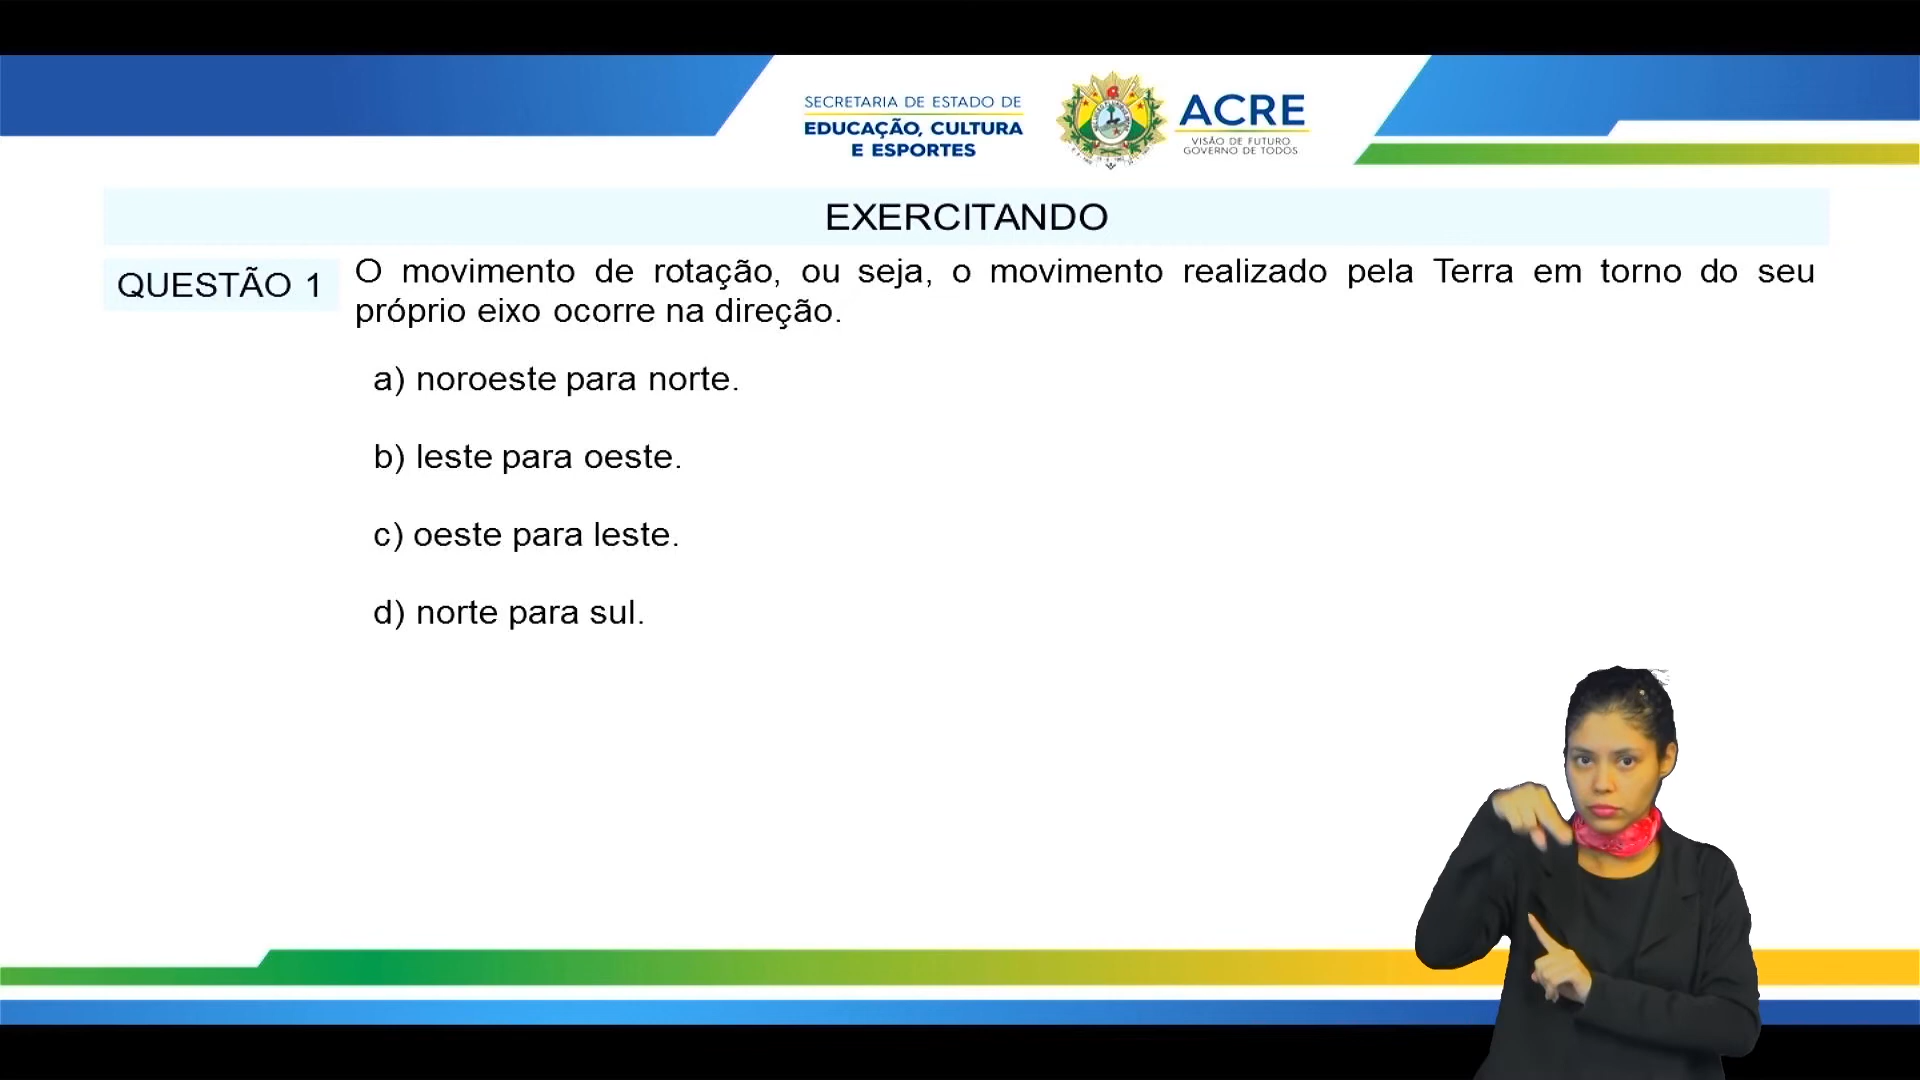 SECRETARIA DE ESTADO DE
EDUCAÇÃO, CULTURA
E ESPORTES
ACRE
VISÃO DE FUTURO
GOVERNO DE TODOS
EXERCITANDO
QUESTÃO 1
O movimento de rotação, ou seja, o movimento realizado pela Terra em torno do seu
próprio eixo ocorre na direção.
a) noroeste para norte.
b) leste para oeste.
c) oeste para leste.
d) norte para sul.